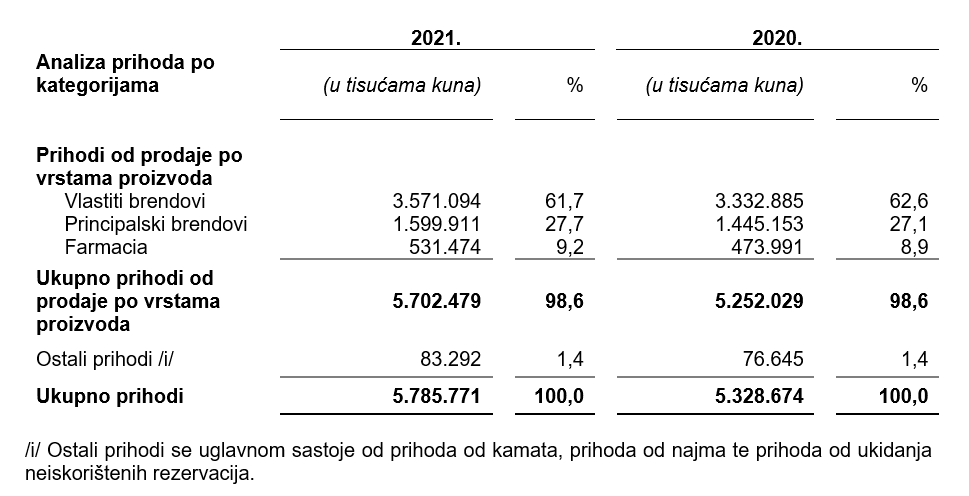 2021. 2020.
Analiza prihoda po
kategorijama (u tisućama kuna) % (u tisućama kuna) %
Prihodi od prodaje po
vrstama proizvoda
Vlastiti brendovi 3.571.094 61,7 3.332.885 62,6
Principalski brendovi 1.599.911 27,7 1.445.153 27,1
Farmacia 531.474 9,2 473.991 8,9
Ukupno prihodi od
prodaje po vrstama 5.702.479 98,6 5.252.029 98,6
proizvoda
Ostali prihodi /i/ 83.292 1,4 76.645 1,4
Ukupno prihodi 5.785.771 100,0 5.328.674 100,0
/i/ Ostali prihodi se uglavnom sastoje od prihoda od kamata, prihoda od najma te prihoda od ukidanja
neiskorištenih rezervacija.